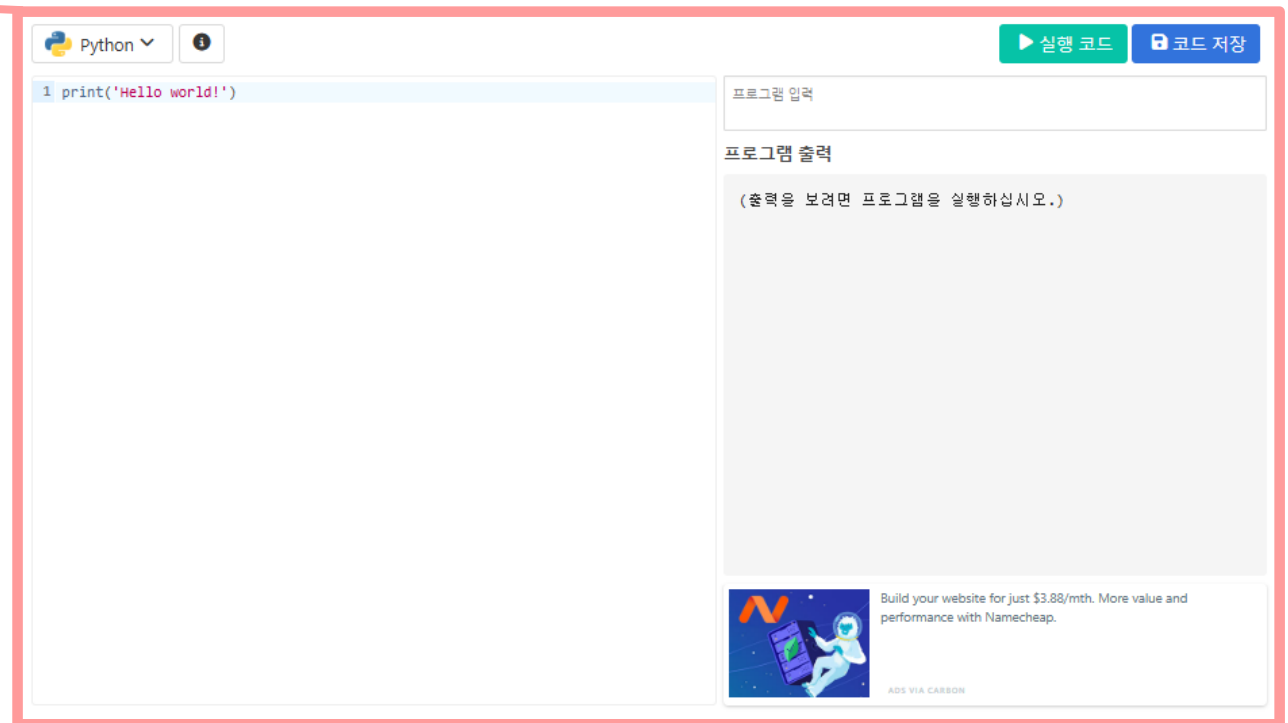 Python
실행 코드
코드 저장
1 print('Hello world!')
프로그램 입력
프로그램 출력
(출력을 보려면 프로그램을 실행하십시오.)
Build your website for just $3.88/mth. More value and
performance with Namecheap.
ADS VIA CARBON